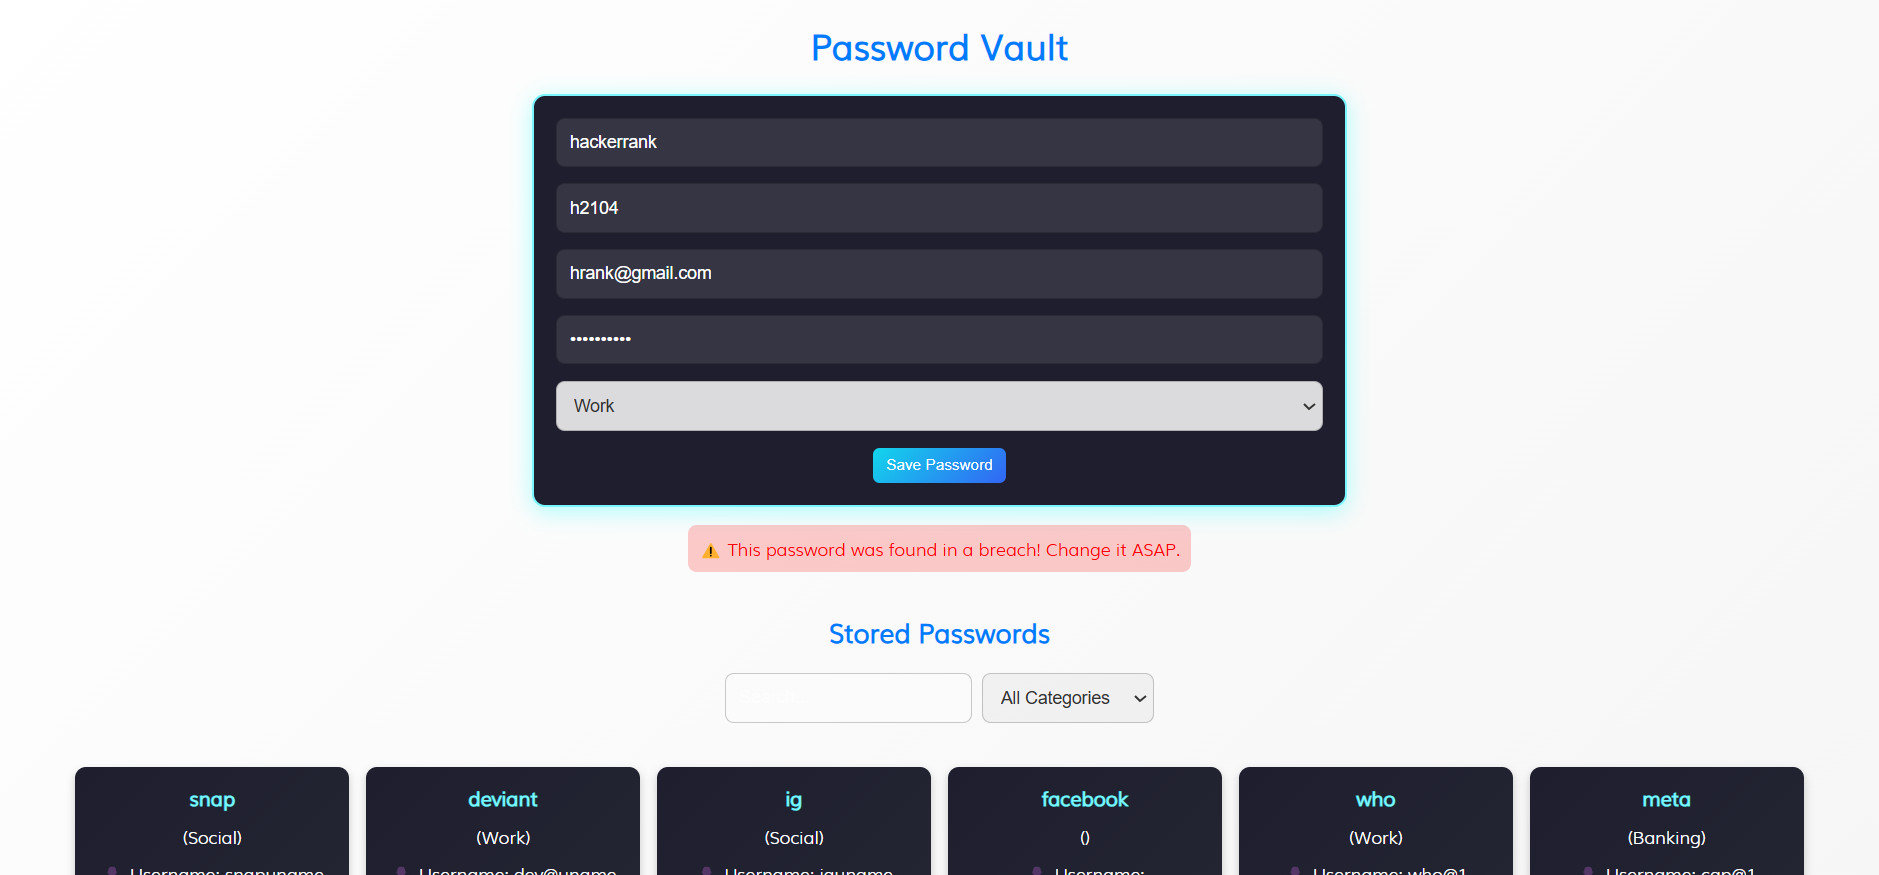 Password Vault
hackerrank
h2104
hrank@gmail.com
••••••••••
Work
Save Password
⚠ This password was found in a breach! Change it ASAP.
Stored Passwords
All Categories
snap deviant ig facebook who meta
(Social) (Work) (Social) () (Work) (Banking)
Username: snapuname Username: dev@uname Username: iguname Username: Username: who@1 Username: cap@1